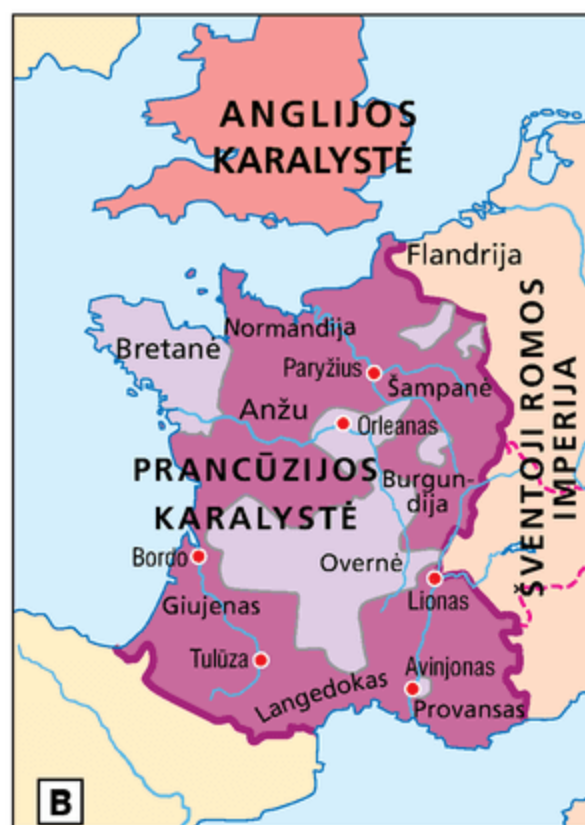 ANGLIJOS
KARALYSTĖ
Flandrija
Normandija
Bretanė
Paryžius
Šampanė
Anžu
Orleanas
PRANCŪZIJOS
KARALYSTĖ
Burgun-
dija
ŠVENTOJI ROMOS
IMPERIJA
Bordo
Overnė
Lionas
Giujenas
Tulūza
Avinjonas
Langedokas
Provansas
B